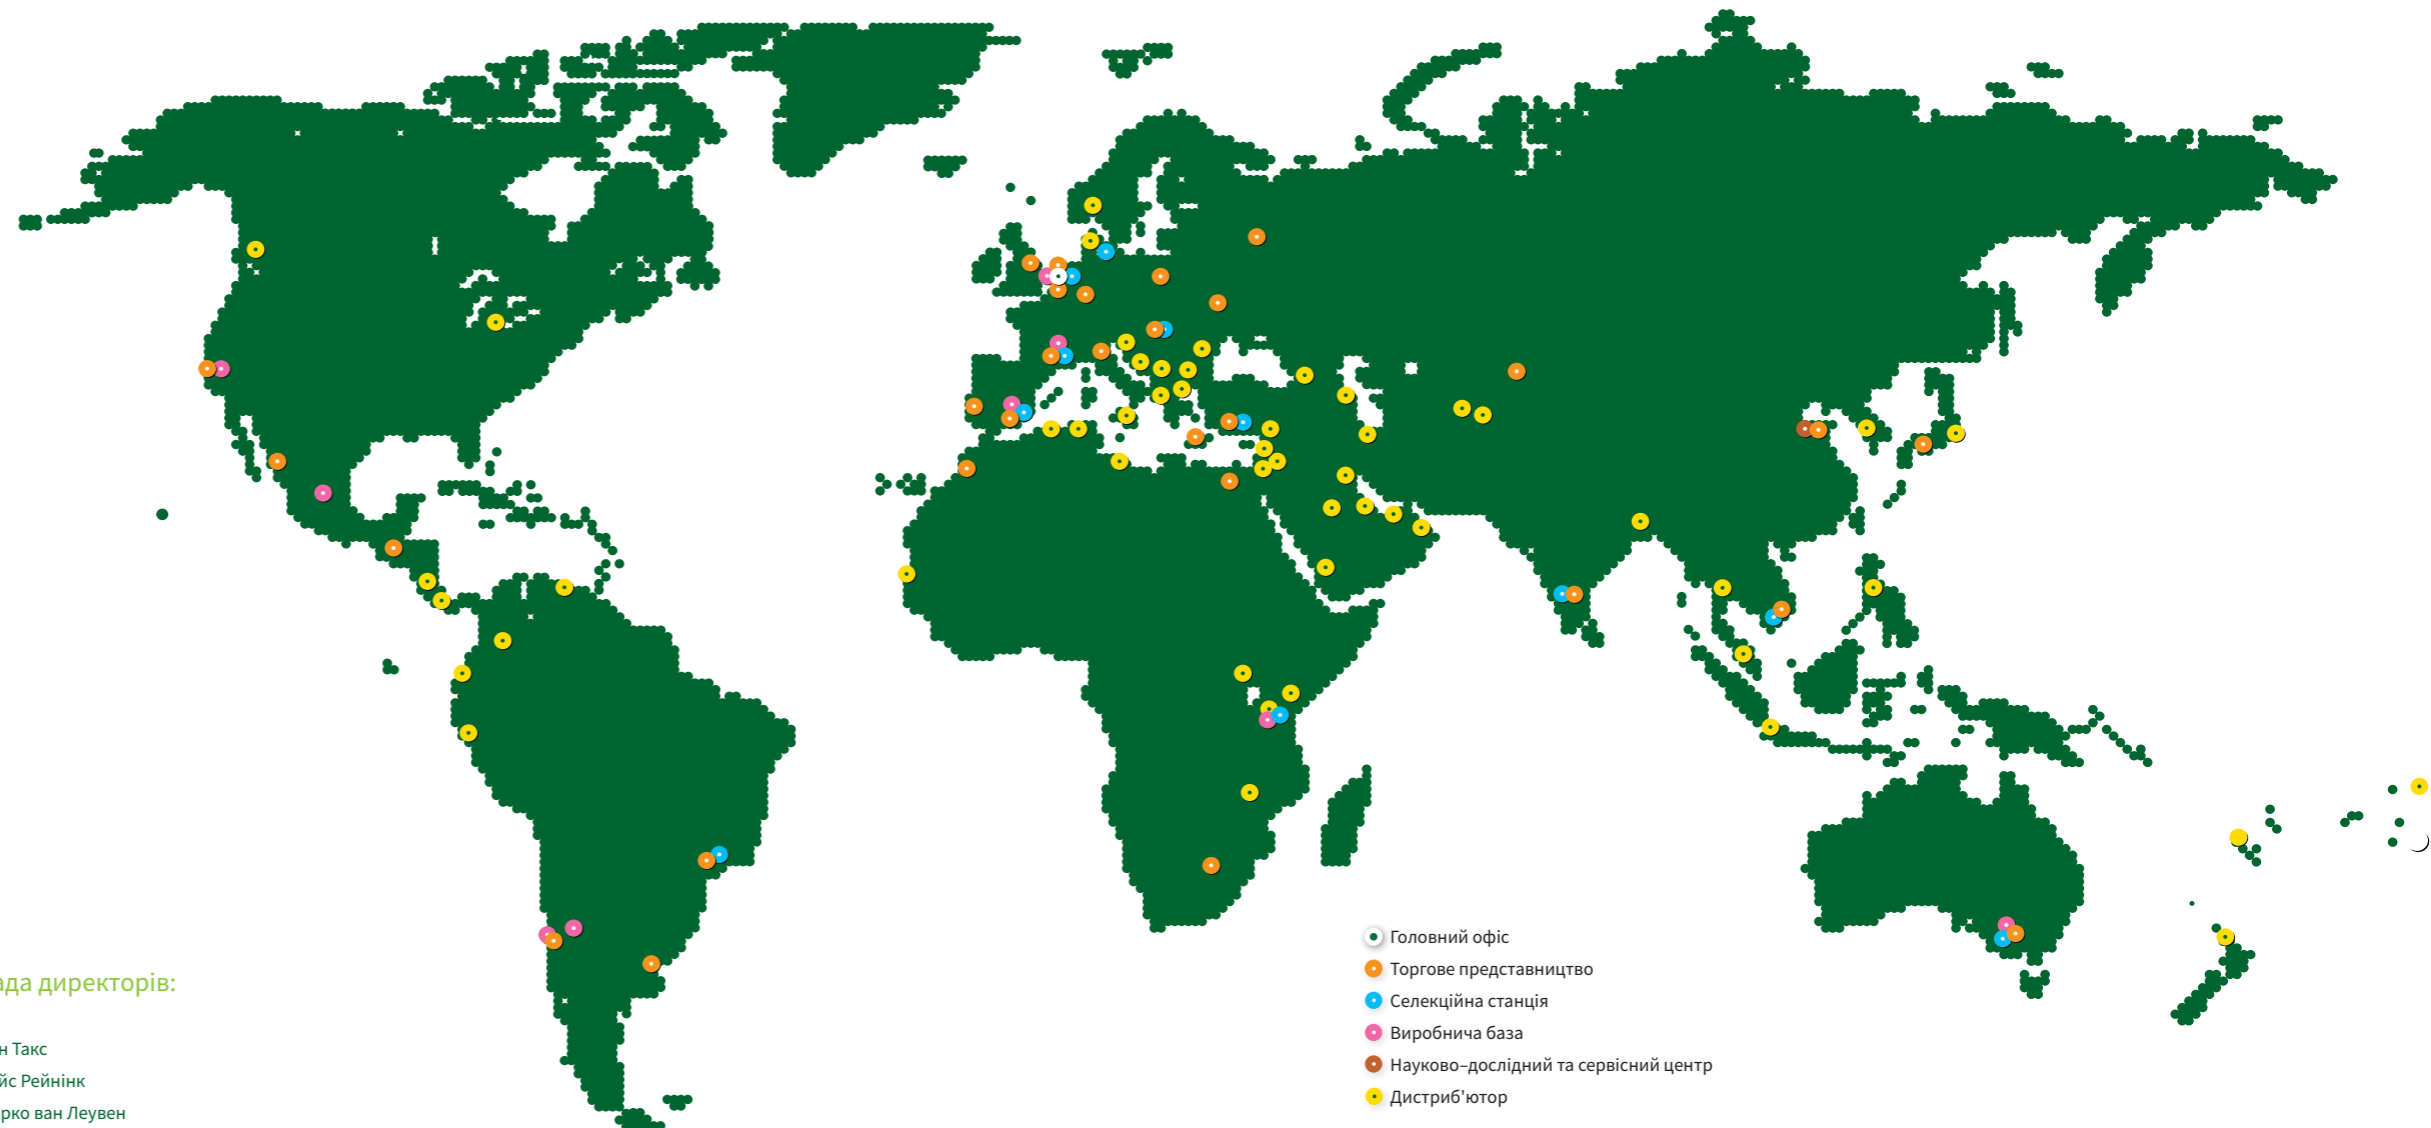 Головний офіс
Торгове представництво
Селекційна станція
Виробнича база
Науково-дослідний та сервісний центр
Дистриб'ютор
ада директорів:
н Такс
йс Рейнінк
рко ван Леувен